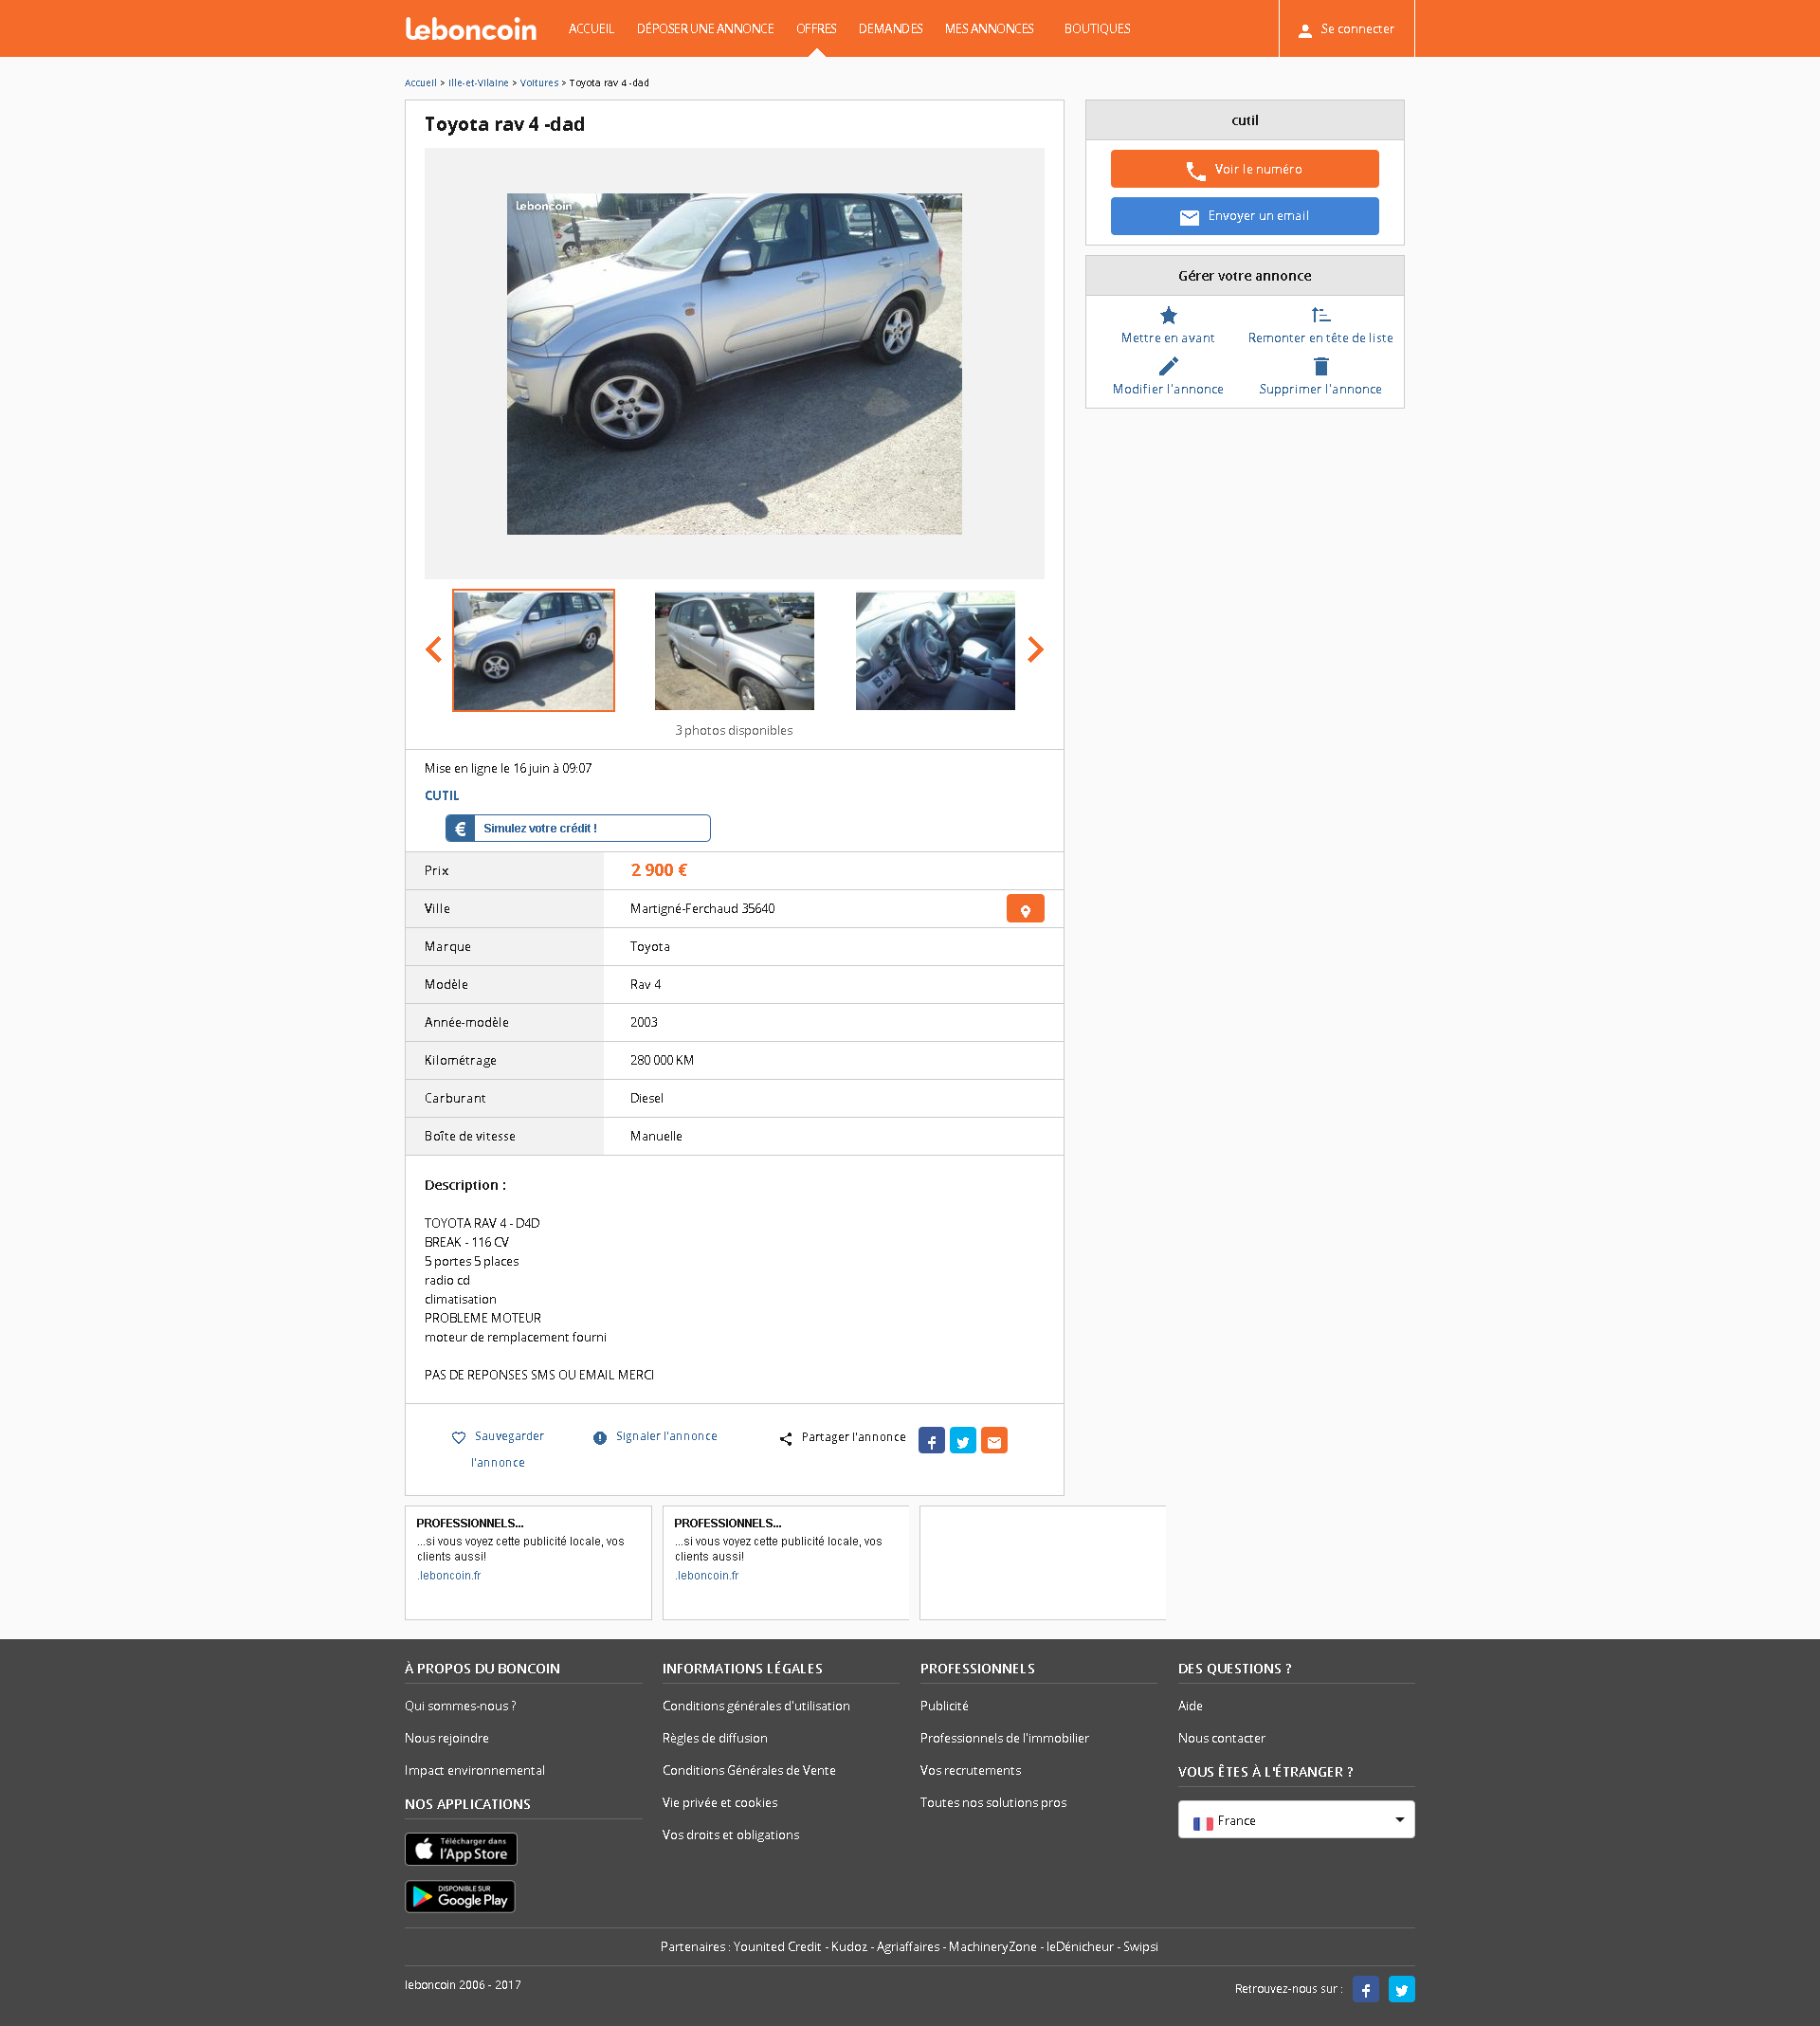 leboncoin
ACCUEIL
DÉPOSER UNE ANNONCE
OFFRES
DEMANDES
MES ANNONCES
BOUTIQUES
Se connecter
Accueil > Ille-et-Vilaine > Voitures > Toyota rav 4 -dad
Toyota rav 4 -dad
leboncoin
3 photos disponibles
Mise en ligne le 16 juin à 09:07
CUTIL
€ Simulez votre crédit !
Prix 2 900 €
Ville Martigné-Ferchaud 35640
Marque Toyota
Modèle Rav 4
Année-modèle 2003
Kilométrage 280 000 KM
Carburant Diesel
Boîte de vitesse Manuelle
Description :
TOYOTA RAV 4 - D4D
BREAK - 116 CV
5 portes 5 places
radio cd
climatisation
PROBLEME MOTEUR
moteur de remplacement fourni
PAS DE REPONSES SMS OU EMAIL MERCI
Sauvegarder
l'annonce
Signaler l'annonce
Partager l'annonce
cutil
Voir le numéro
Envoyer un email
Gérer votre annonce
Mettre en avant
Remonter en tête de liste
Modifier l'annonce
Supprimer l'annonce
PROFESSIONNELS...
...si vous voyez cette publicité locale, vos
clients aussi!
.leboncoin.fr
PROFESSIONNELS...
...si vous voyez cette publicité locale, vos
clients aussi!
.leboncoin.fr
À PROPOS DU BONCOIN
Qui sommes-nous ?
Nous rejoindre
Impact environnemental
NOS APPLICATIONS
Télécharger dans
l'App Store
DISPONIBLE SUR
Google Play
INFORMATIONS LÉGALES
Conditions générales d'utilisation
Règles de diffusion
Conditions Générales de Vente
Vie privée et cookies
Vos droits et obligations
PROFESSIONNELS
Publicité
Professionnels de l'immobilier
Vos recrutements
Toutes nos solutions pros
DES QUESTIONS ?
Aide
Nous contacter
VOUS ÊTES À L'ÉTRANGER ?
France
Partenaires : Younited Credit - Kudoz - Agriaffaires - MachineryZone - leDénicheur - Swipsi
leboncoin 2006 - 2017
Retrouvez-nous sur :